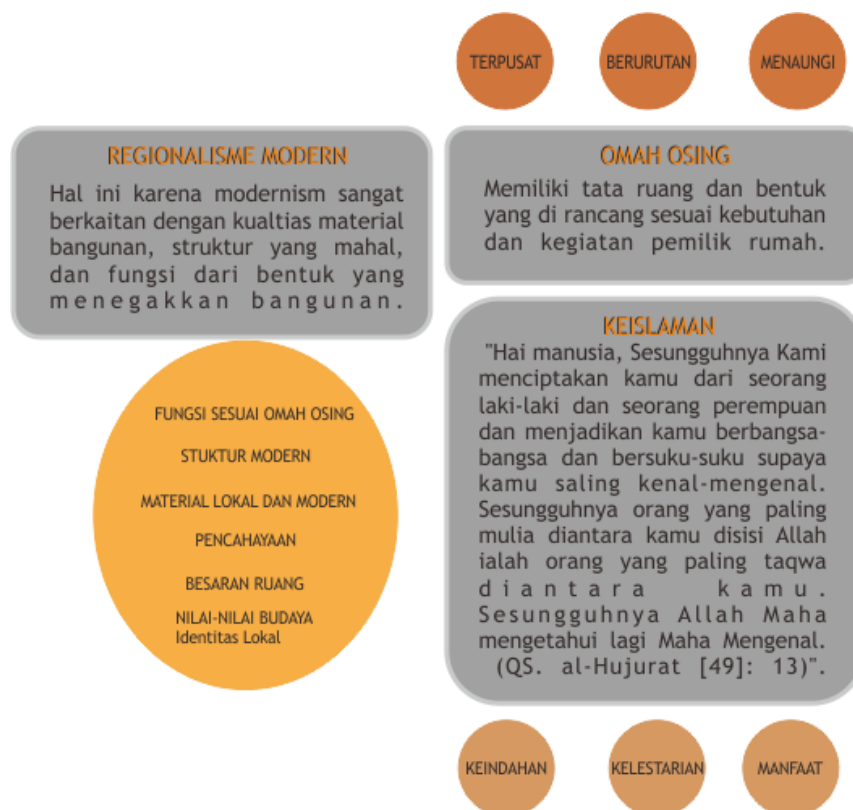 TERPUSAT
BERURUTAN
MENAUNGI
REGIONALISME MODERN
Hal ini karena modernism sangat
berkaitan dengan kualtias material
bangunan, struktur yang mahal,
dan fungsi dari bentuk yang
menegakkan bangunan.
OMAH OSING
Memiliki tata ruang dan bentuk
yang di rancang sesuai kebutuhan
dan kegiatan pemilik rumah.
FUNGSI SESUAI OMAH OSING
STUKTUR MODERN
MATERIAL LOKAL DAN MODERN
PENCAHAYAAN
BESARAN RUANG
NILAI-NILAI BUDAYA
Identitas Lokal
KEISLAMAN
"Hai manusia, Sesungguhnya Kami
menciptakan kamu dari seorang
laki-laki dan seorang perempuan
dan menjadikan kamu berbangsa-
bangsa dan bersuku-suku supaya
kamu saling kenal-mengenal.
Sesungguhnya orang yang paling
mulia diantara kamu disisi Allah
ialah orang yang paling taqwa
diantara kamu.
Sesungguhnya Allah Maha
mengetahui lagi Maha Mengenal.
(QS. al-Hujurat [49]: 13)".
KEINDAHAN
KELESTARIAN
MANFAAT